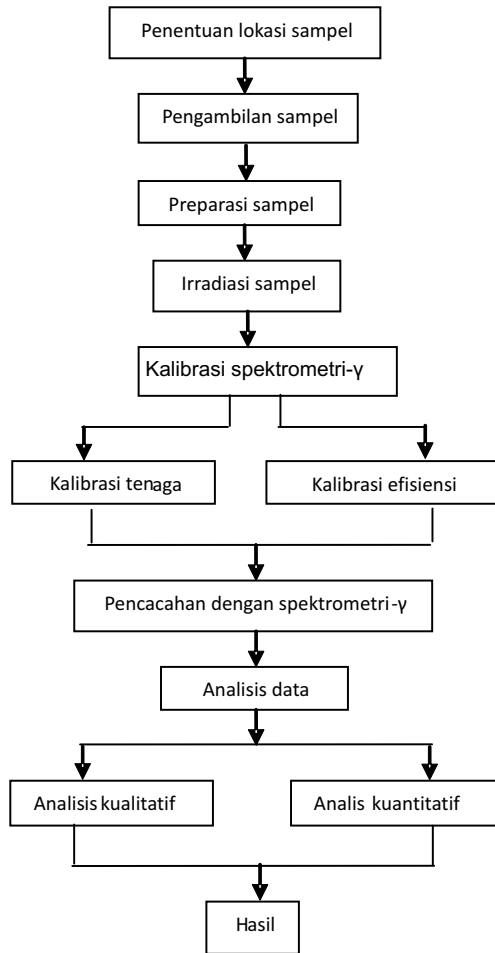 Penentuan lokasi sampel
Pengambilan sampel
Preparasi sampel
Irradiasi sampel
Kalibrasi spektrometri-γ
Kalibrasi tenaga
Kalibrasi efisiensi
Pencacahan dengan spektrometri-γ
Analisis data
Analisis kualitatif
Analis kuantitatif
Hasil